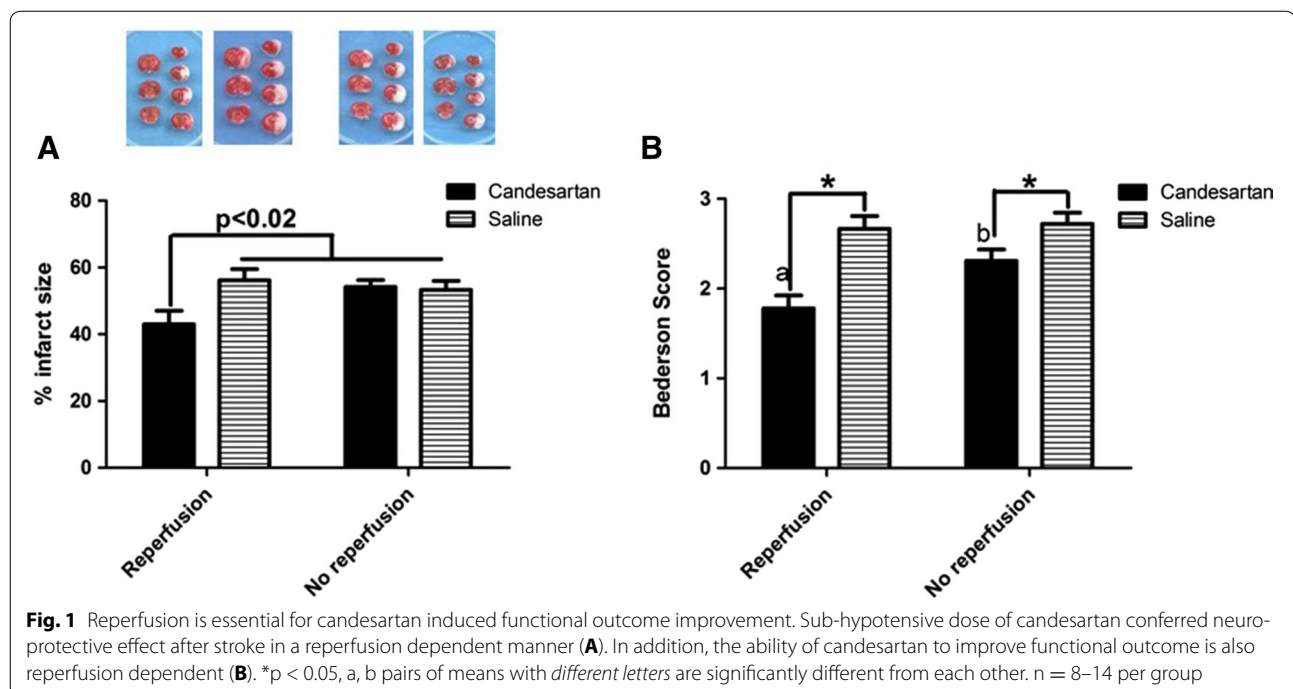 A
80
60
40
20
0
% infarct size
p<0.02
Candesartan
Saline
Reperfusion
No reperfusion
B
3
2
1
0
Bederson Score
*
*
a
b
Candesartan
Saline
Reperfusion
No reperfusion
Fig. 1 Reperfusion is essential for candesartan induced functional outcome improvement. Sub-hypotensive dose of candesartan conferred neuro-
protective effect after stroke in a reperfusion dependent manner (A). In addition, the ability of candesartan to improve functional outcome is also
reperfusion dependent (B). *p < 0.05, a, b pairs of means with different letters are significantly different from each other. n = 8–14 per group